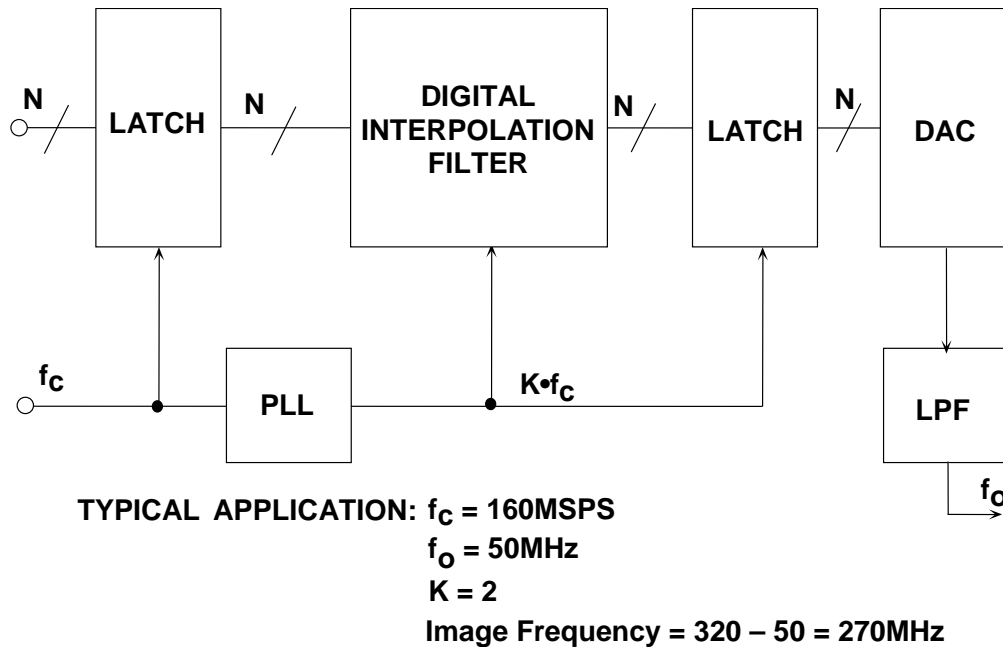 N
LATCH
N
DIGITAL
INTERPOLATION
FILTER
N
LATCH
N
DAC
fc
PLL
K•fc
LPF
fo
TYPICAL APPLICATION: fc = 160MSPS
fo = 50MHz
K = 2
Image Frequency = 320 – 50 = 270MHz